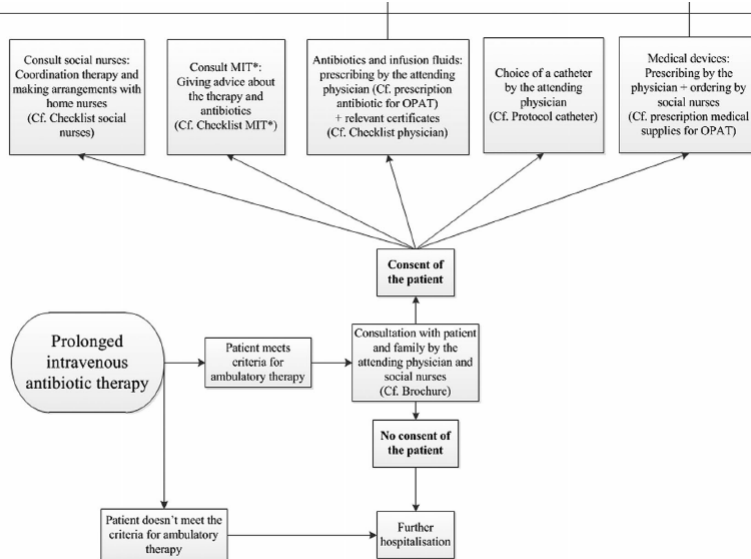 Consult social nurses:
Coordination therapy and
making arrangements with
home nurses
(Cf. Checklist social
nurses)
Consult MIT*:
Giving advice about
the therapy and
antibiotics
(Cf. Checklist MIT*)
Antibiotics and infusion fluids:
prescribing by the attending
physician (Cf. prescription
antibiotic for OPAT)
+ relevant certificates
(Cf. Checklist physician)
Choice of a catheter
by the attending
physician
(Cf. Protocol catheter)
Medical devices:
Prescribing by the
physician + ordering by
social nurses
(Cf. prescription medical
supplies for OPAT)
Consent of
the patient
Prolonged
intravenous
antibiotic therapy
Patient meets
criteria for
ambulatory therapy
Consultation with patient
and family by the
attending physician and
social nurses
(Cf. Brochure)
No consent of
the patient
Patient doesn't meet the
criteria for ambulatory
therapy
Further
hospitalisation